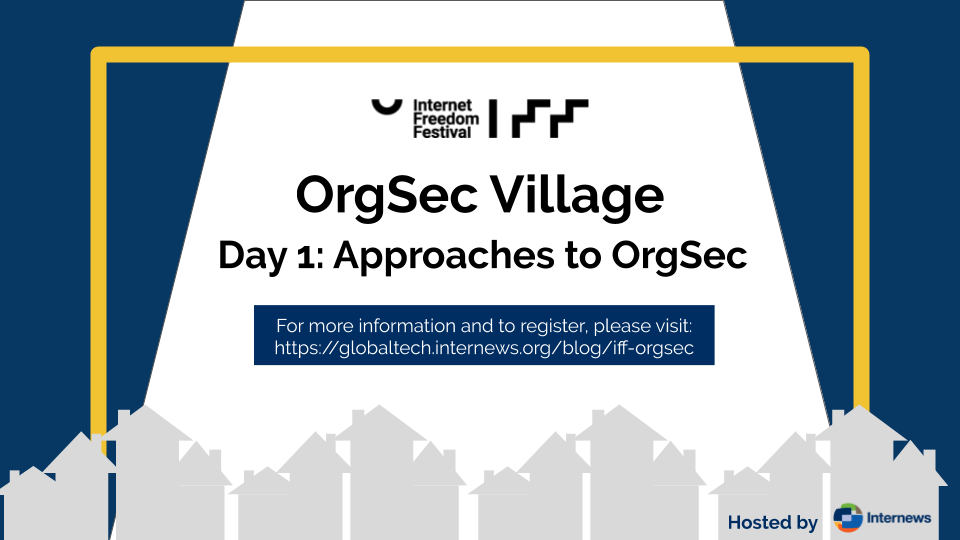 Internet
Freedom
Festival
IFF
OrgSec Village
Day 1: Approaches to OrgSec
For more information and to register, please visit:
https://globaltech.internews.org/blog/iff-orgsec
Hosted by
Internews